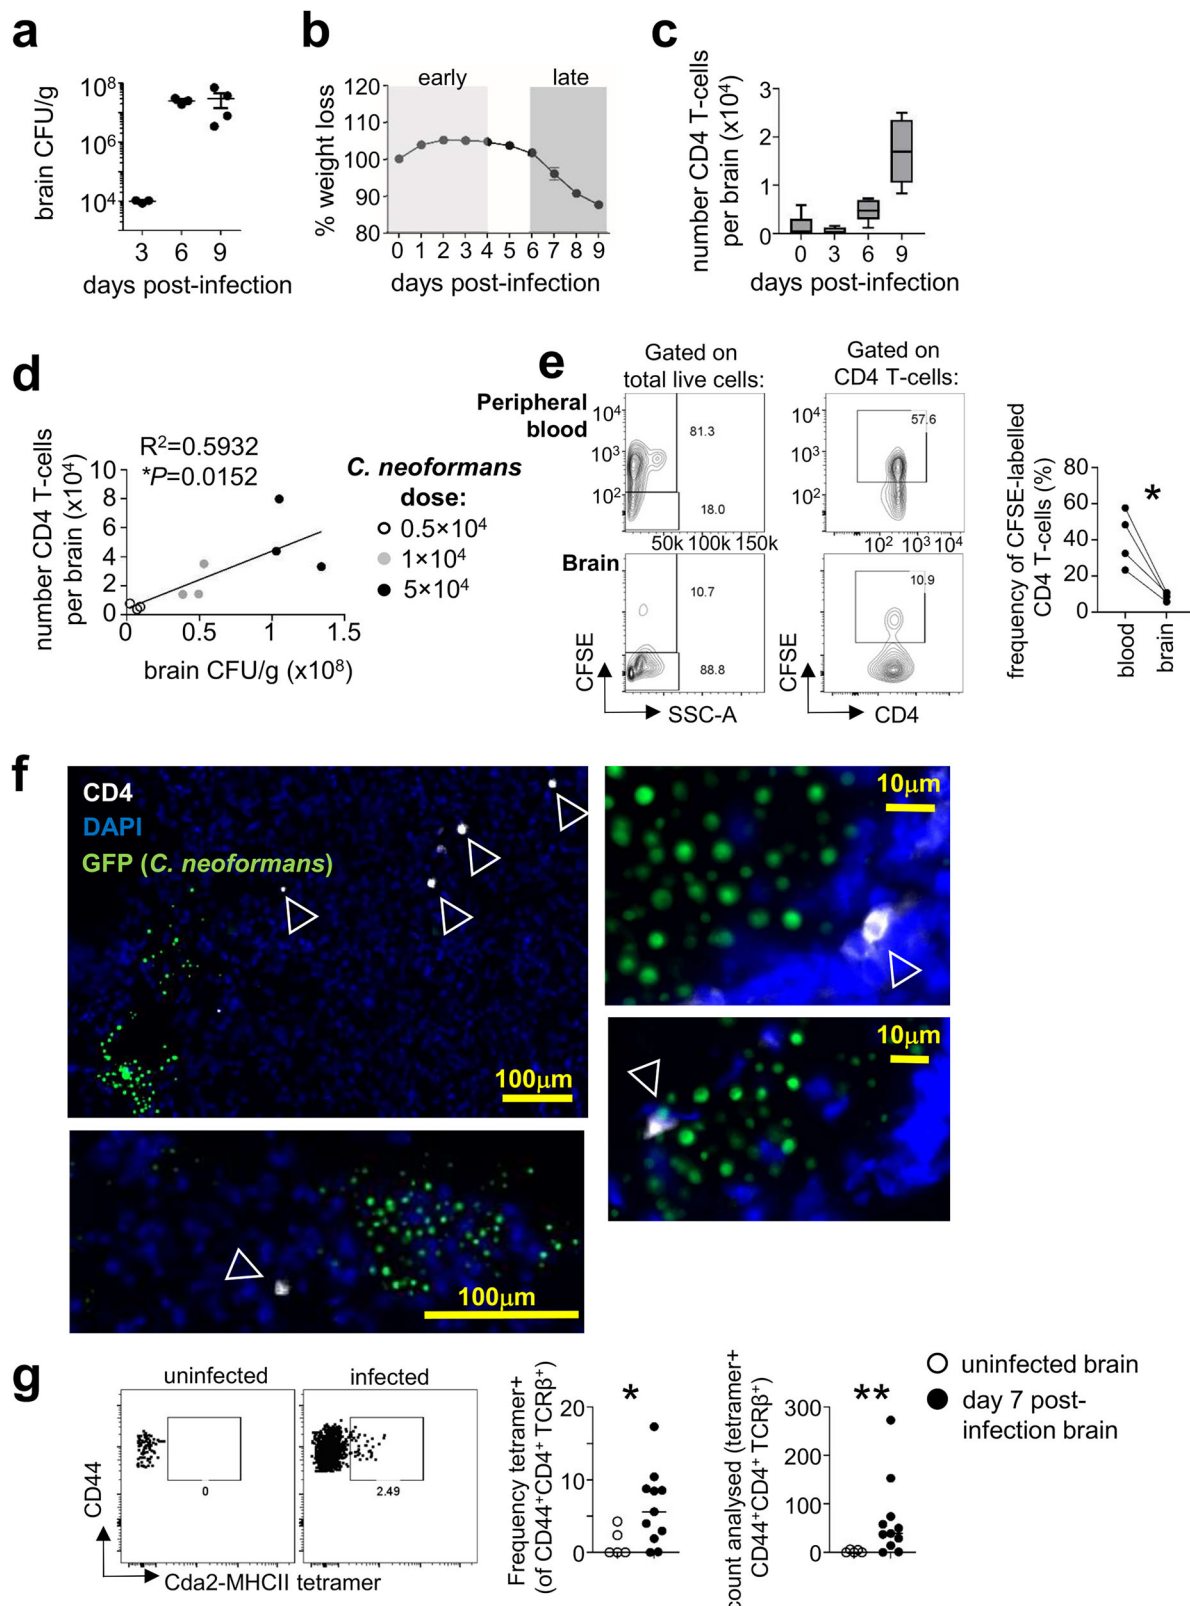 a
10⁸
10⁶
10⁴
brain CFU/g
3 6 9
days post-infection
b
early late
120
110
100
90
80
% weight loss
0 1 2 3 4 5 6 7 8 9
days post-infection
c
3
2
1
0
number CD4 T-cells
per brain (x10⁴)
0 3 6 9
days post-infection
d
R²=0.5932
*P=0.0152
10
8
6
4
2
0
number CD4 T-cells
per brain (x10⁴)
0 0.5 1 1.5
brain CFU/g (x10⁸)
C. neoformans
dose:
0.5×10⁴
1×10⁴
5×10⁴
e
Gated on
total live cells:
Gated on
CD4 T-cells:
Peripheral
blood
10⁴
10³
10²
81.3
18.0
50k 100k 150k
10⁴
10³
10²
57.6
10² 10³ 10⁴
Brain
10.7
88.8
10.9
CFSE
SSC-A
CFSE
CD4
frequency of CFSE-labelled
CD4 T-cells (%)
80
60
40
20
0
*
blood
brain
f
CD4
DAPI
GFP (C. neoformans)
100µm
10µm
10µm
100µm
g
uninfected
infected
0
2.49
CD44
Cda2-MHCII tetramer
Frequency tetramer+
(of CD44⁺CD4⁺ TCRβ⁺)
20
10
0
*
count analysed (tetramer+
CD44⁺CD4⁺ TCRβ⁺)
300
200
100
0
**
uninfected brain
day 7 post-
infection brain